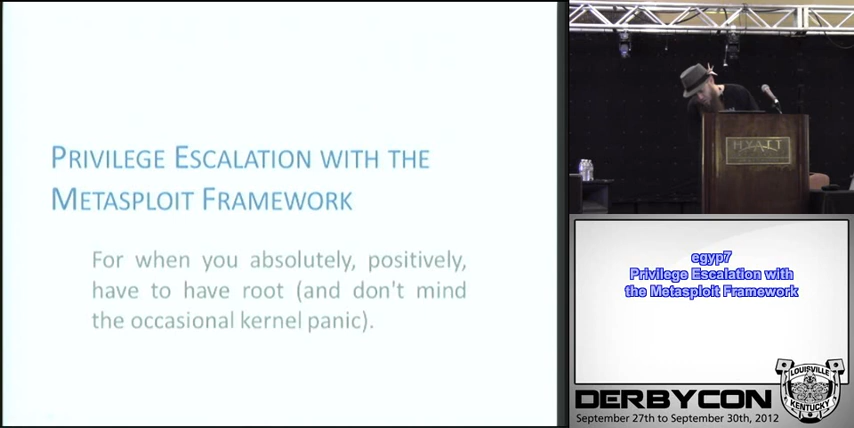 PRIVILEGE ESCALATION WITH THE
METASPLOIT FRAMEWORK
For when you absolutely, positively,
have to have root (and don't mind
the occasional kernel panic).
HYATT
egyp7
Privilege Escalation with
the Metasploit Framework
LOUISVILLE
KENTUCKY
DERBYCON
September 27th to September 30th, 2012